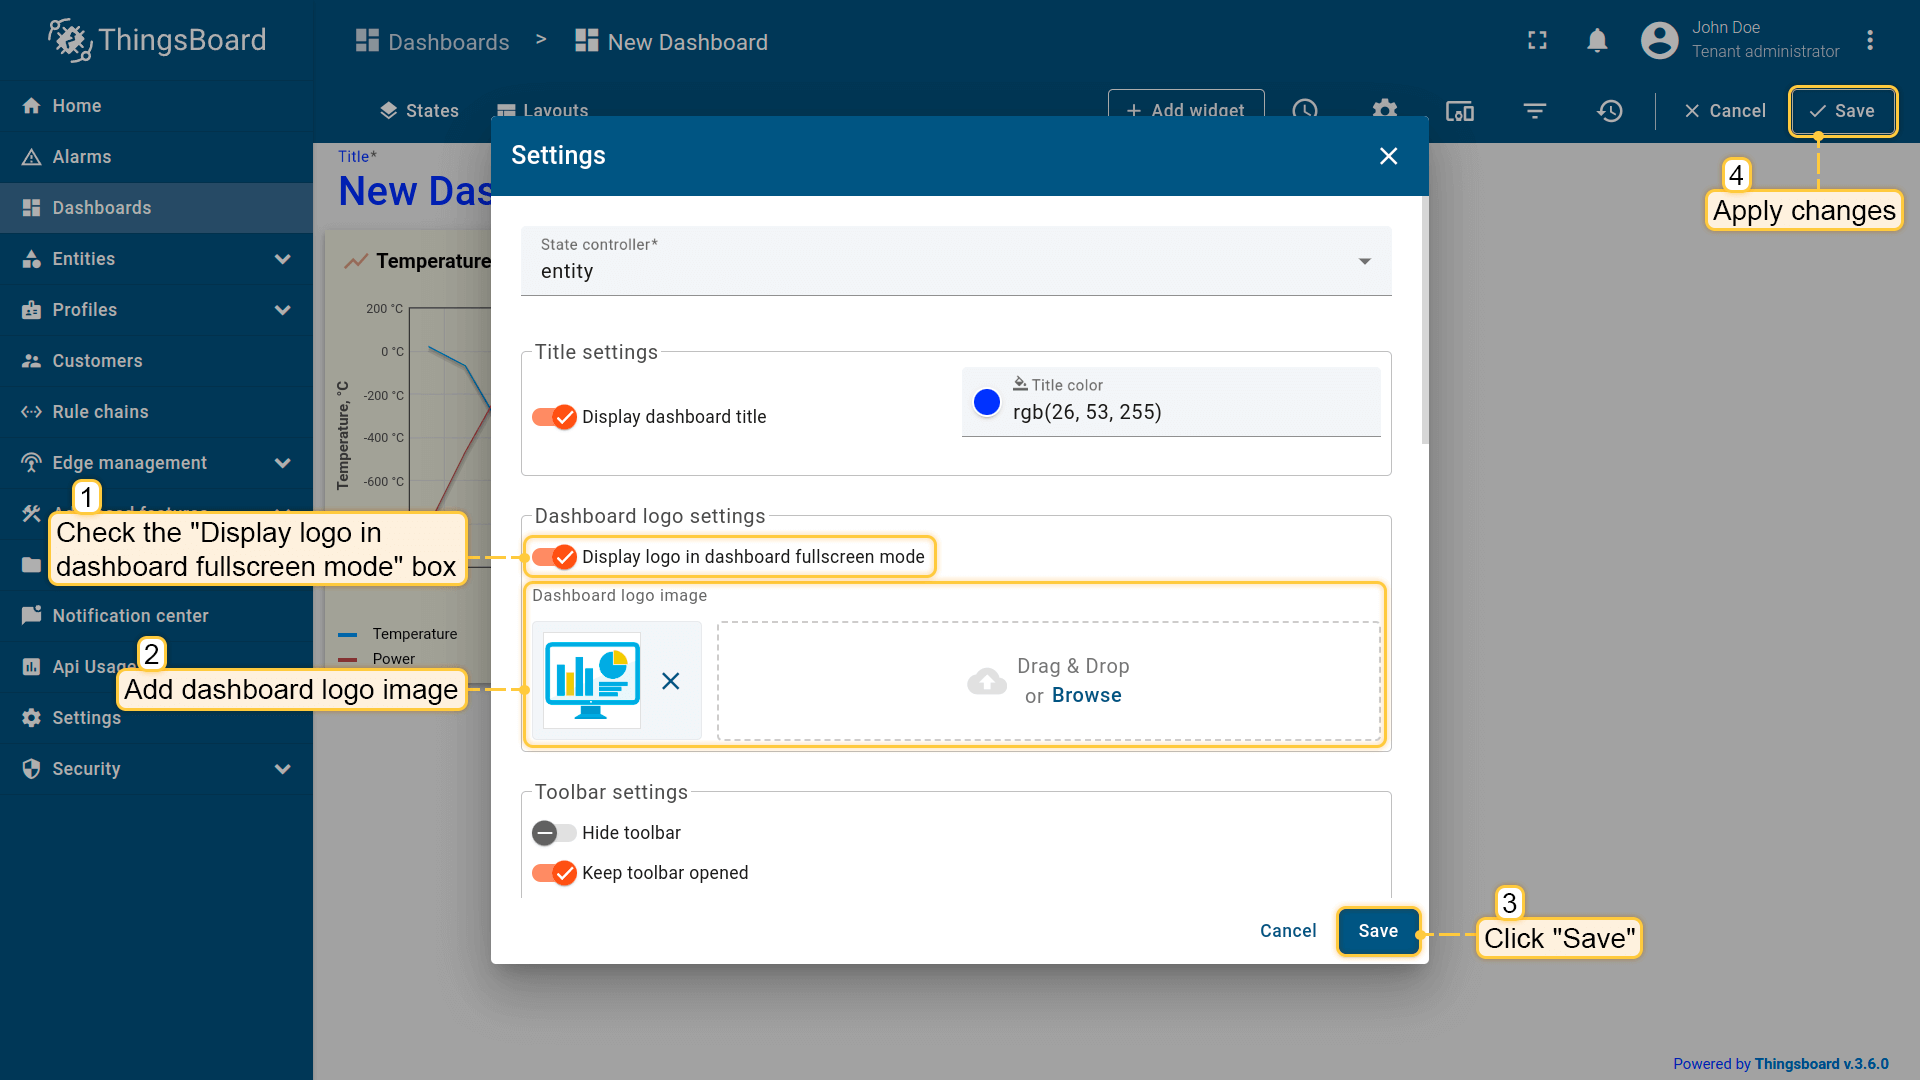 ThingsBoard
Dashboards > New Dashboard
John Doe
Tenant administrator
Home
Alarms
Dashboards
Entities
Profiles
Customers
Rule chains
Edge management
Notification center
Api Usage
Settings
Security
States
Layouts
+ Add widget
Cancel
Save
4
Apply changes
Title*
New Das
Temperature
200 °C
0 °C
-200 °C
-400 °C
-600 °C
Temperature, °C
Temperature
Power
1
Check the "Display logo in
dashboard fullscreen mode" box
2
Add dashboard logo image
Settings
State controller*
entity
Title settings
Display dashboard title
Title color
rgb(26, 53, 255)
Dashboard logo settings
Display logo in dashboard fullscreen mode
Dashboard logo image
Drag & Drop
or Browse
Toolbar settings
Hide toolbar
Keep toolbar opened
Cancel
Save
3
Click "Save"
Powered by Thingsboard v.3.6.0